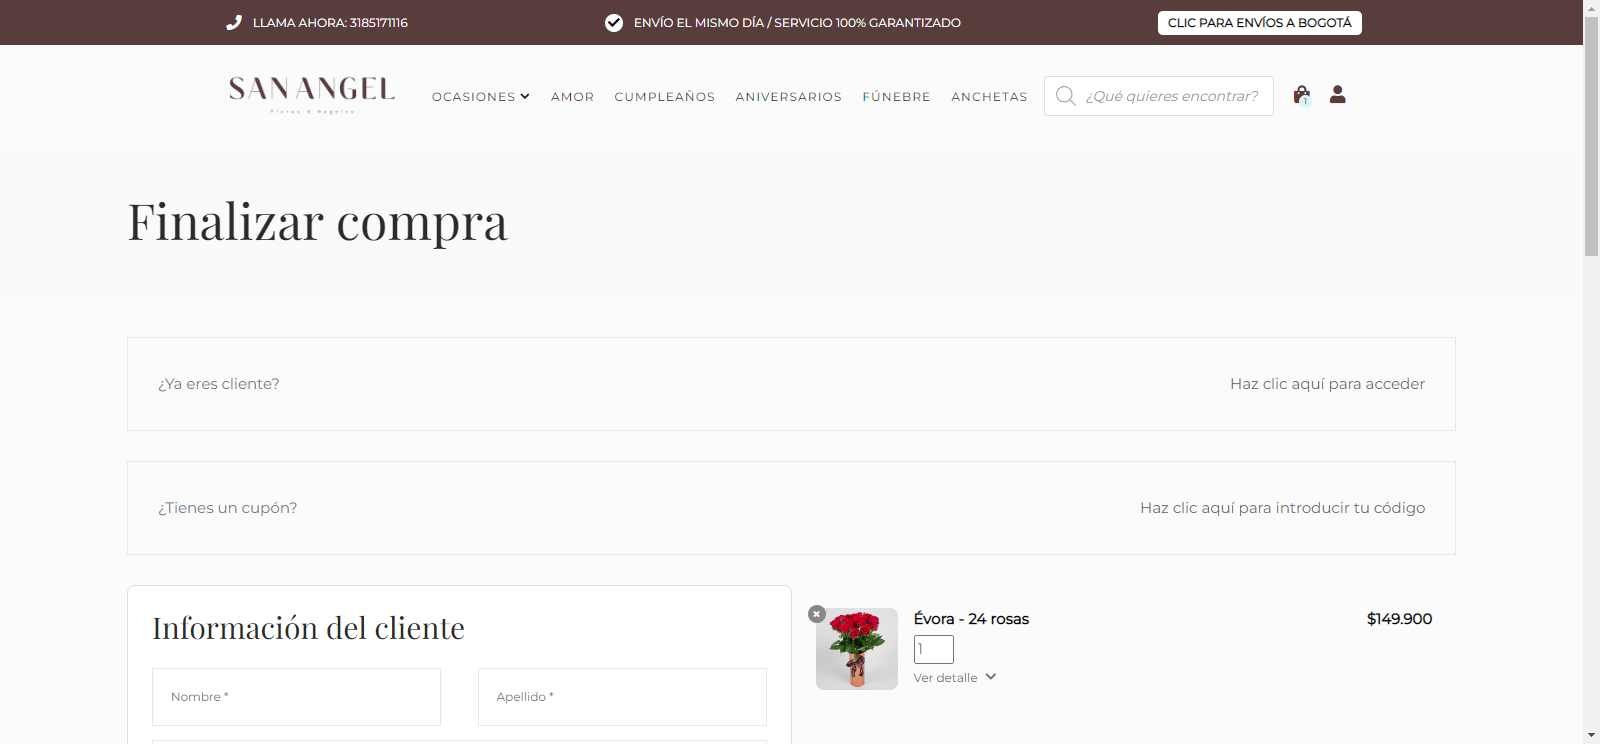 LLAMA AHORA: 3185171116
ENVÍO EL MISMO DÍA / SERVICIO 100% GARANTIZADO
CLIC PARA ENVÍOS A BOGOTÁ
SAN ANGEL
Flores & Regalos
OCASIONES
AMOR
CUMPLEAÑOS
ANIVERSARIOS
FÚNEBRE
ANCHETAS
¿Qué quieres encontrar?
1
Finalizar compra
¿Ya eres cliente?
Haz clic aquí para acceder
¿Tienes un cupón?
Haz clic aquí para introducir tu código
Información del cliente
Nombre *
Apellido *
Évora - 24 rosas
$149.900
1
Ver detalle